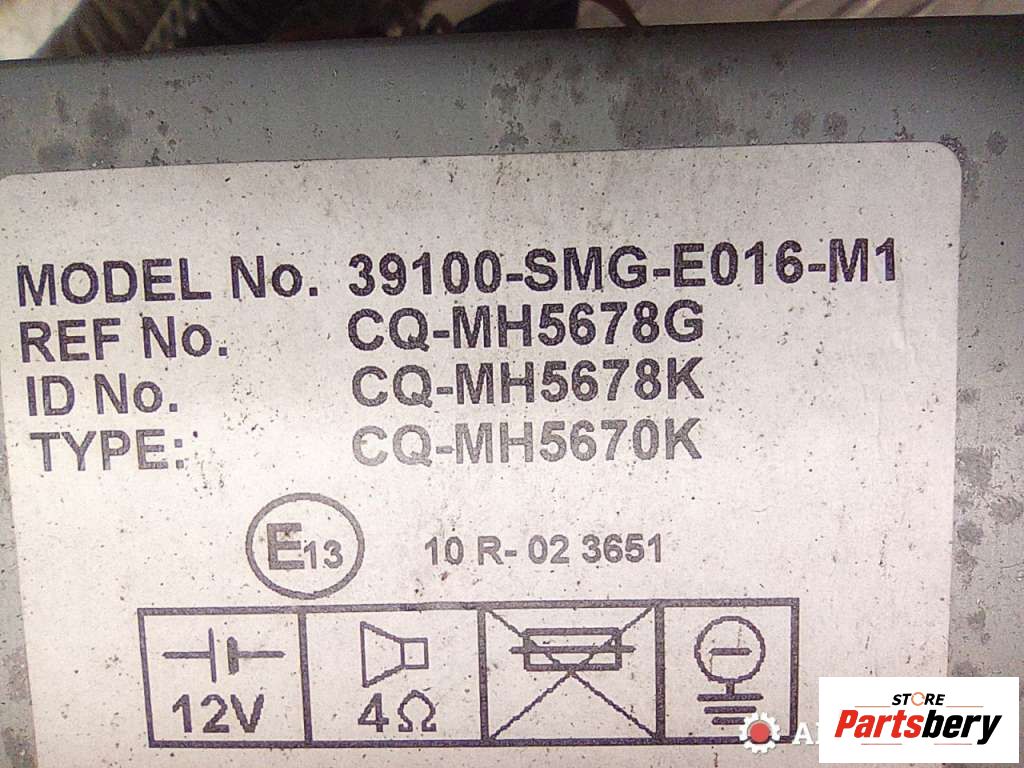 MODEL No. 39100-SMG-E016-M1
REF No. CQ-MH5678G
ID No. CQ-MH5678K
TYPE: CQ-MH5670K
E13 10 R- 02 3651
12V 4Ω
STORE
Partsbery